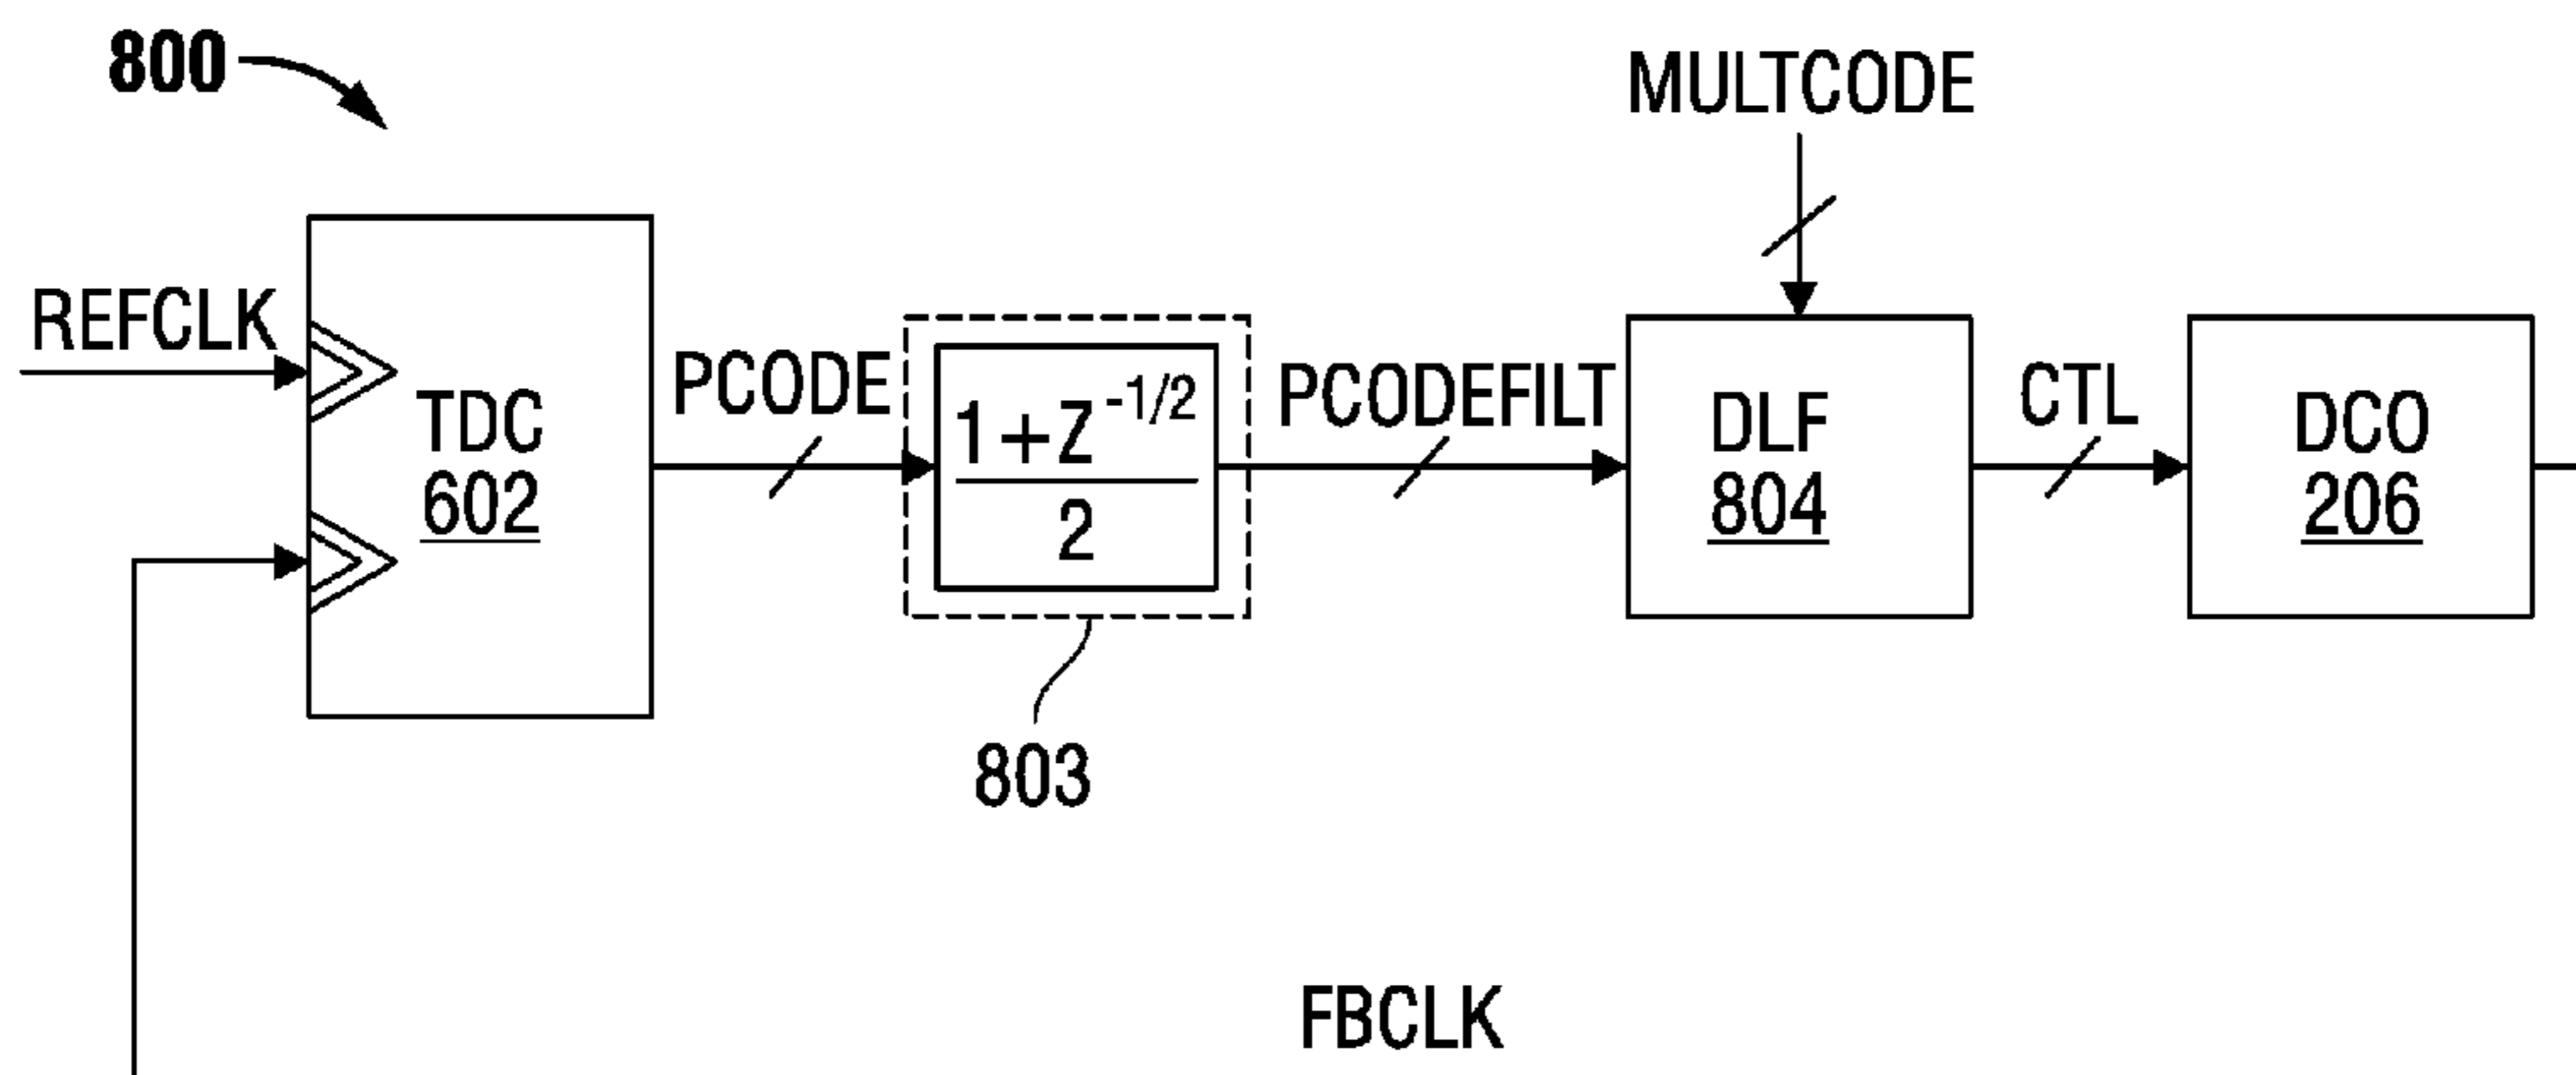 800
MULTCODE
REFCLK
TDC
602
PCODE
1+Z^{-1/2}
2
PCODEFILT
DLF
804
CTL
DCO
206
803
FBCLK